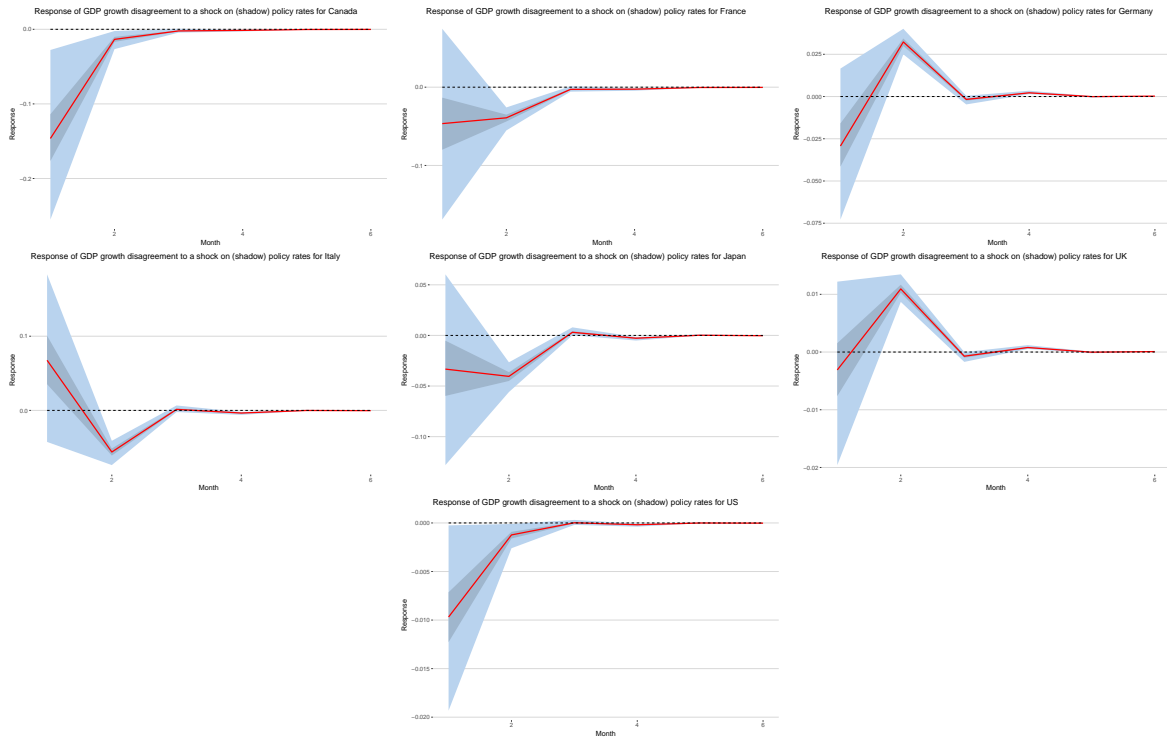 Response of GDP growth disagreement to a shock on (shadow) policy rates for Canada
0.0
−0.1
−0.2
Response
2
4
6
Month
Response of GDP growth disagreement to a shock on (shadow) policy rates for France
0.0
−0.1
Response
2
4
6
Month
Response of GDP growth disagreement to a shock on (shadow) policy rates for Germany
0.025
0.000
−0.025
−0.050
−0.075
Response
2
4
6
Month
Response of GDP growth disagreement to a shock on (shadow) policy rates for Italy
0.1
0.0
Response
2
4
6
Month
Response of GDP growth disagreement to a shock on (shadow) policy rates for Japan
0.05
0.00
−0.05
−0.10
Response
2
4
6
Month
Response of GDP growth disagreement to a shock on (shadow) policy rates for UK
0.01
0.00
−0.01
−0.02
Response
2
4
6
Month
Response of GDP growth disagreement to a shock on (shadow) policy rates for US
0.000
−0.005
−0.010
−0.015
−0.020
Response
2
4
6
Month